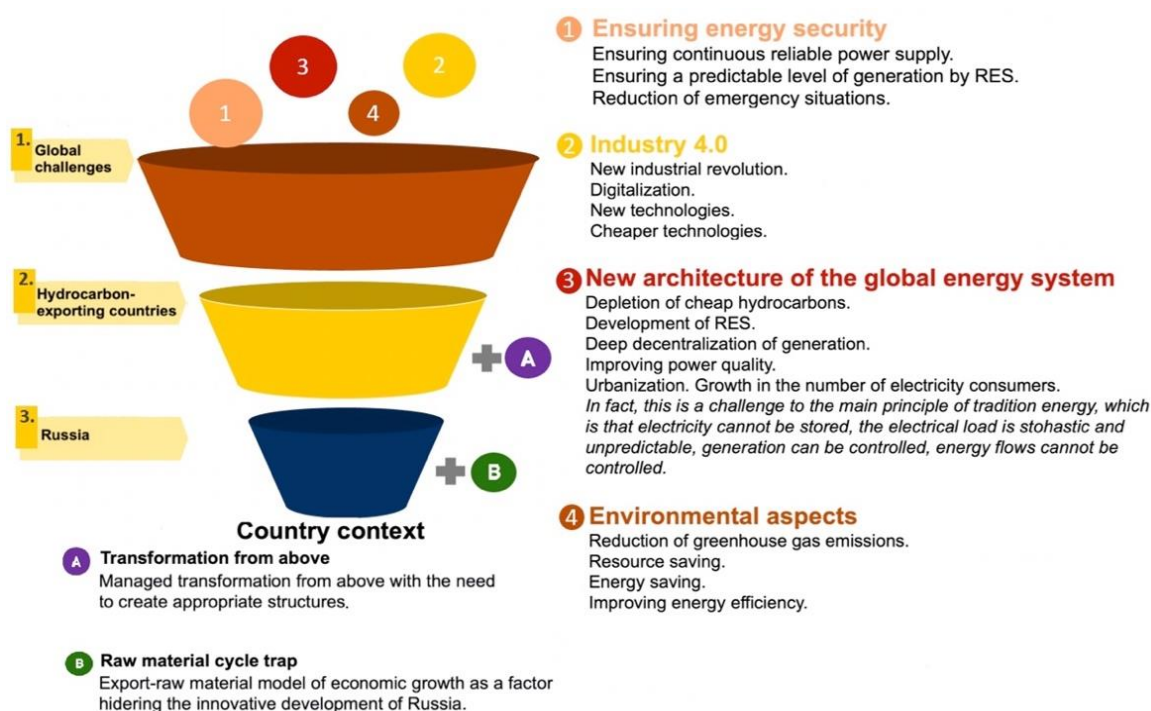 1
2
3
4
1.
Global
challenges
2.
Hydrocarbon-
exporting countries
A
3.
Russia
B
Country context
A Transformation from above
Managed transformation from above with the need
to create appropriate structures.
B Raw material cycle trap
Export-raw material model of economic growth as a factor
hidering the innovative development of Russia.
1 Ensuring energy security
Ensuring continuous reliable power supply.
Ensuring a predictable level of generation by RES.
Reduction of emergency situations.
2 Industry 4.0
New industrial revolution.
Digitalization.
New technologies.
Cheaper technologies.
3 New architecture of the global energy system
Depletion of cheap hydrocarbons.
Development of RES.
Deep decentralization of generation.
Improving power quality.
Urbanization. Growth in the number of electricity consumers.
In fact, this is a challenge to the main principle of tradition energy, which
is that electricity cannot be stored, the electrical load is stohastic and
unpredictable, generation can be controlled, energy flows cannot be
controlled.
4 Environmental aspects
Reduction of greenhouse gas emissions.
Resource saving.
Energy saving.
Improving energy efficiency.